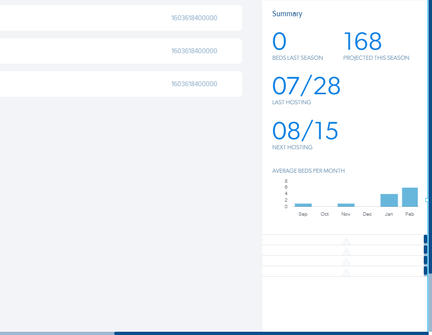 1603618400000
1603618400000
1603618400000
Summary
0 168
BEDS LAST SEASON PROJECTED THIS SEASON
07/28
LAST HOSTING
08/15
NEXT HOSTING
AVERAGE BEDS PER MONTH
8
6
4
2
0
Sep Oct Nov Dec Jan Feb